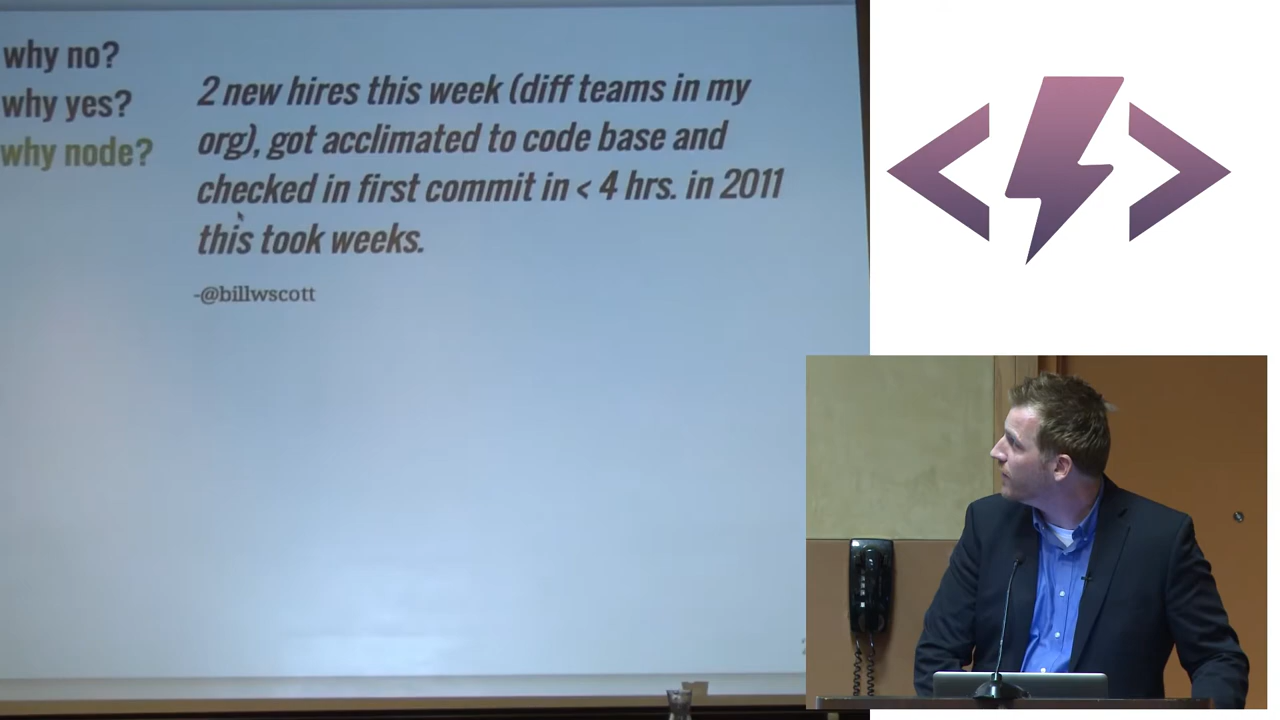 why no?
why yes?
why node?
2 new hires this week (diff teams in my
org), got acclimated to code base and
checked in first commit in < 4 hrs. in 2011
this took weeks.
-@billwscott